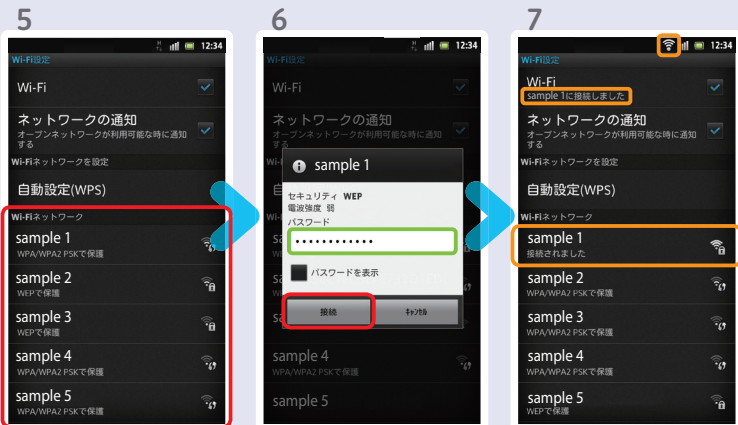 5
12:34
Wi-Fi設定
Wi-Fi
ネットワークの通知
オープンネットワークが利用可能な時に通知
する
Wi-Fiネットワークを設定
自動設定(WPS)
Wi-Fiネットワーク
sample 1
WPA/WPA2 PSKで保護
sample 2
WEPで保護
sample 3
WEPで保護
sample 4
WPA/WPA2 PSKで保護
sample 5
WPA/WPA2 PSKで保護
6
12:34
Wi-Fi設定
Wi-Fi
ネットワークの通知
オープンネットワークが利用可能な時に通知
する
sample 1
セキュリティ WEP
電波強度 弱
パスワード
••••••••••••
パスワードを表示
接続 ｷｬﾝｾﾙ
sample 4
WPA/WPA2 PSKで保護
sample 5
7
12:34
Wi-Fi設定
Wi-Fi
sample 1に接続しました
ネットワークの通知
オープンネットワークが利用可能な時に通知
する
Wi-Fiネットワークを設定
自動設定(WPS)
Wi-Fiネットワーク
sample 1
接続されました
sample 2
WPA/WPA2 PSKで保護
sample 3
WPA/WPA2 PSKで保護
sample 4
WPA/WPA2 PSKで保護
sample 5
WEPで保護